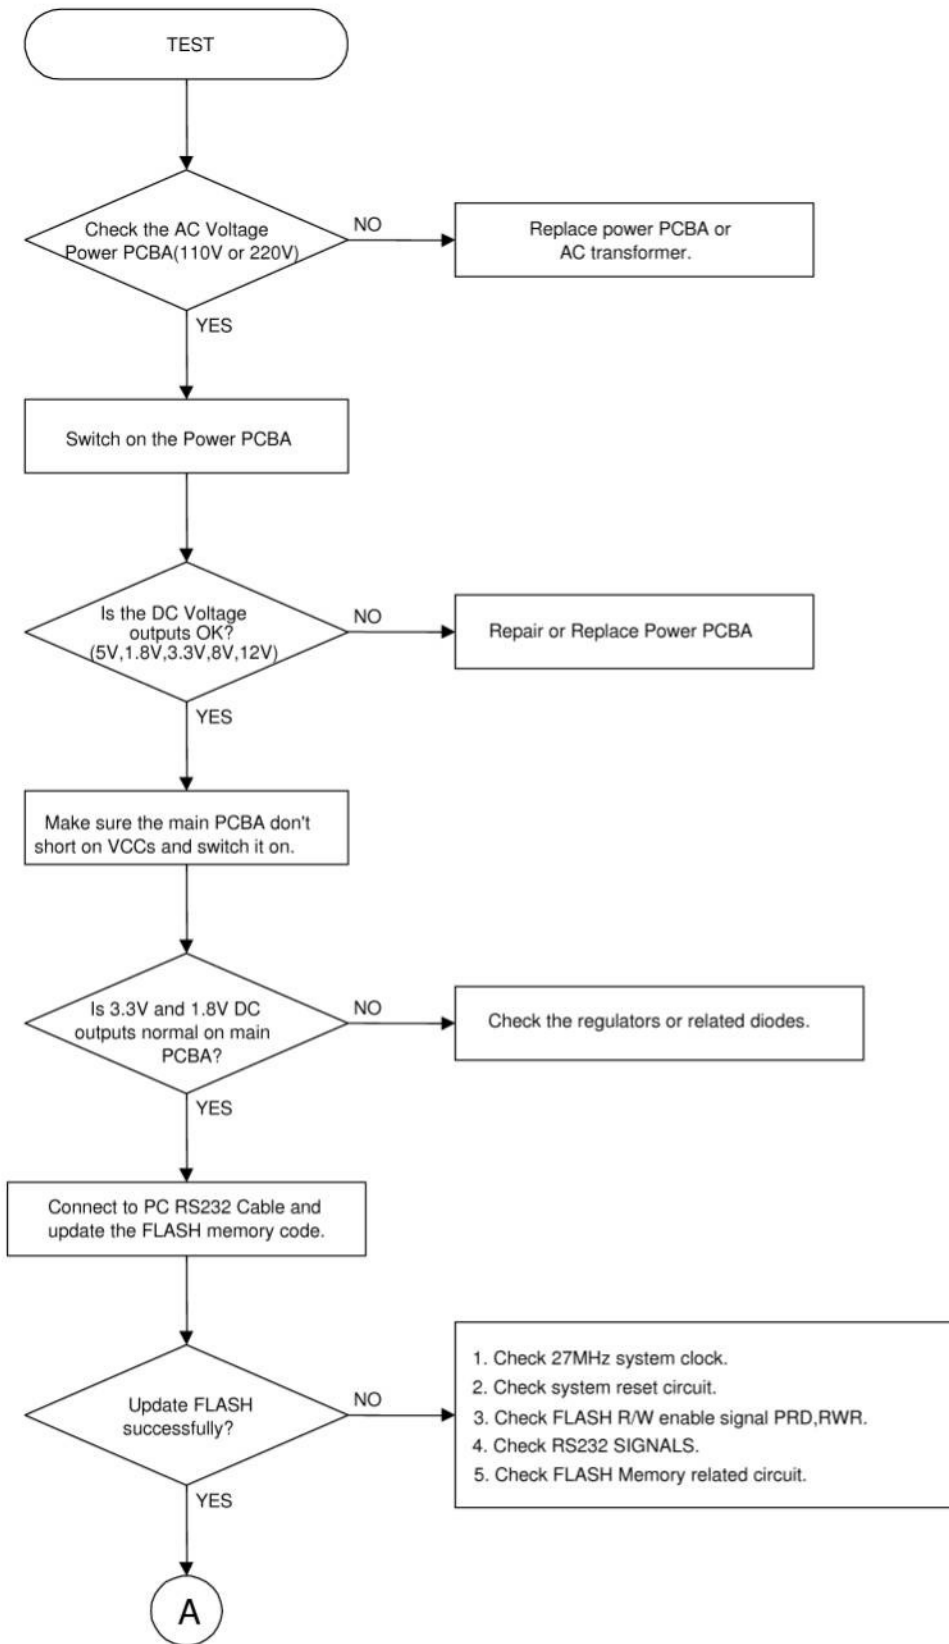 TEST
Check the AC Voltage
Power PCBA(110V or 220V)
NO
Replace power PCBA or
AC transformer.
YES
Switch on the Power PCBA
Is the DC Voltage
outputs OK?
(5V,1.8V,3.3V,8V,12V)
NO
Repair or Replace Power PCBA
YES
Make sure the main PCBA don't
short on VCCs and switch it on.
Is 3.3V and 1.8V DC
outputs normal on main
PCBA?
NO
Check the regulators or related diodes.
YES
Connect to PC RS232 Cable and
update the FLASH memory code.
Update FLASH
successfully?
NO
1. Check 27MHz system clock.
2. Check system reset circuit.
3. Check FLASH R/W enable signal PRD,RWR.
4. Check RS232 SIGNALS.
5. Check FLASH Memory related circuit.
YES
A